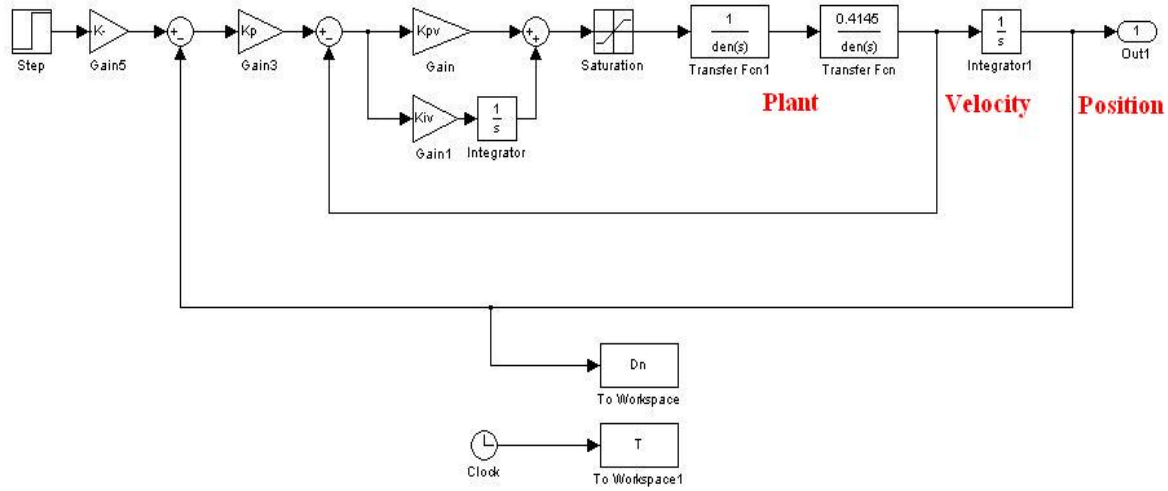 Step
K-
Gain5
Kp
Gain3
Kpv
Gain
Kiv
Gain1
1
s
Integrator
Saturation
1
den(s)
Transfer Fcn1
0.4145
den(s)
Transfer Fcn
1
s
Integrator1
1
Out1
Plant
Velocity
Position
Dn
To Workspace
Clock
T
To Workspace1